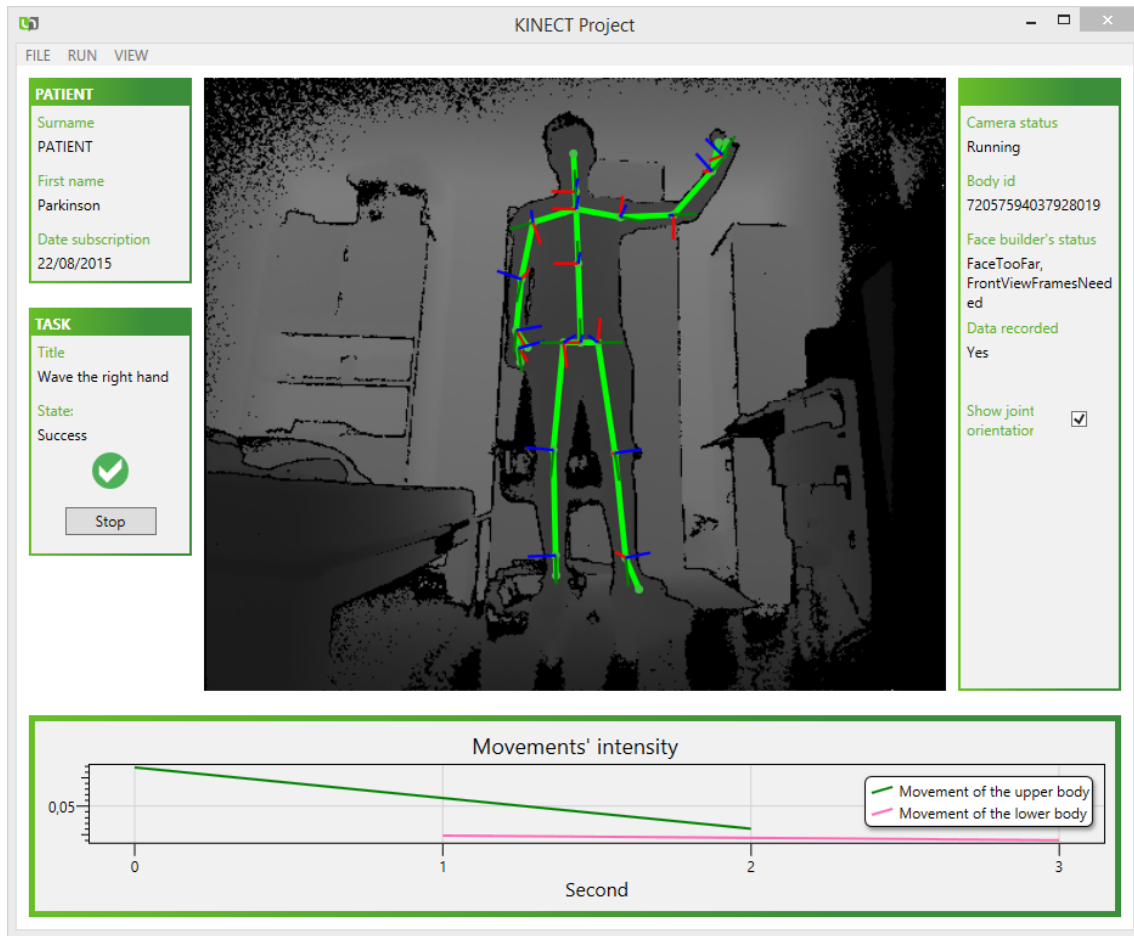 KINECT Project
FILE RUN VIEW
PATIENT
Surname
PATIENT
First name
Parkinson
Date subscription
22/08/2015
TASK
Title
Wave the right hand
State:
Success
Stop
Camera status
Running
Body id
72057594037928019
Face builder's status
FaceTooFar,
FrontViewFramesNeed
ed
Data recorded
Yes
Show joint
orientation
Movements' intensity
0,05
Movement of the upper body
Movement of the lower body
0 1 2 3
Second